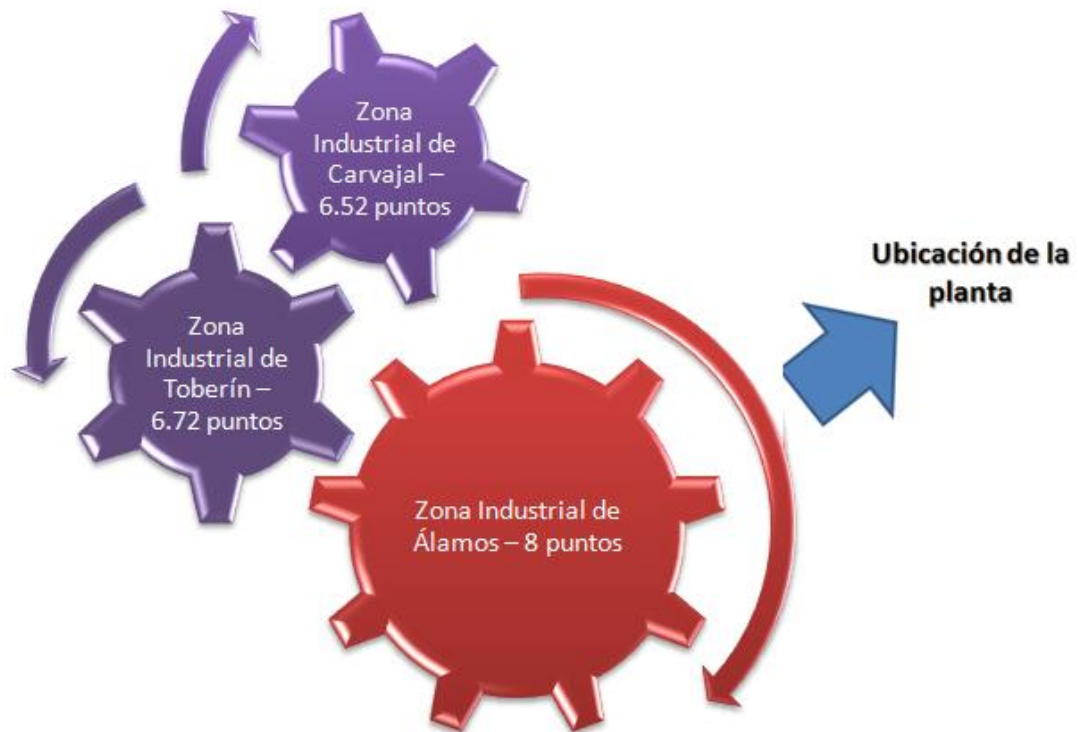 Zona
Industrial de
Carvajal –
6.52 puntos
Zona
Industrial de
Toberín –
6.72 puntos
Zona Industrial de
Álamos – 8 puntos
Ubicación de la
planta